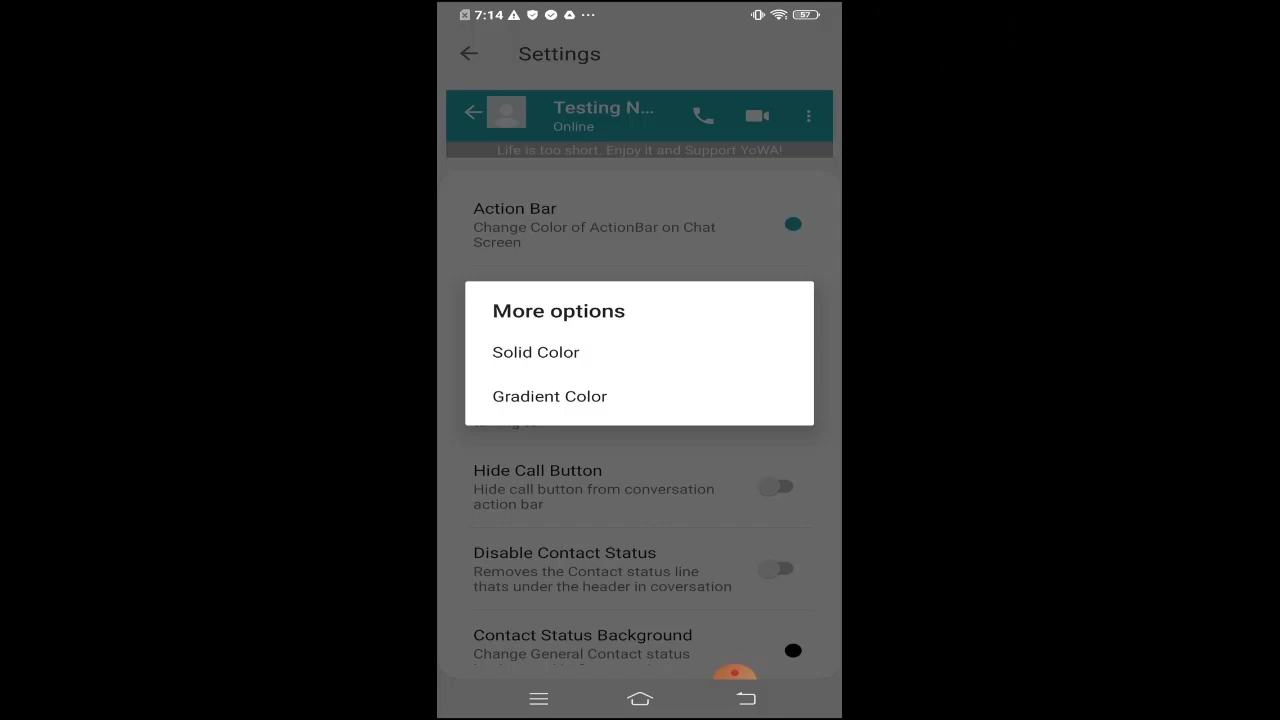 7:14
57
Settings
Testing N...
Online
Life is too short. Enjoy it and Support YoWA!
Action Bar
Change Color of ActionBar on Chat
Screen
More options
Solid Color
Gradient Color
Hide Call Button
Hide call button from conversation
action bar
Disable Contact Status
Removes the Contact status line
thats under the header in coversation
Contact Status Background
Change General Contact status